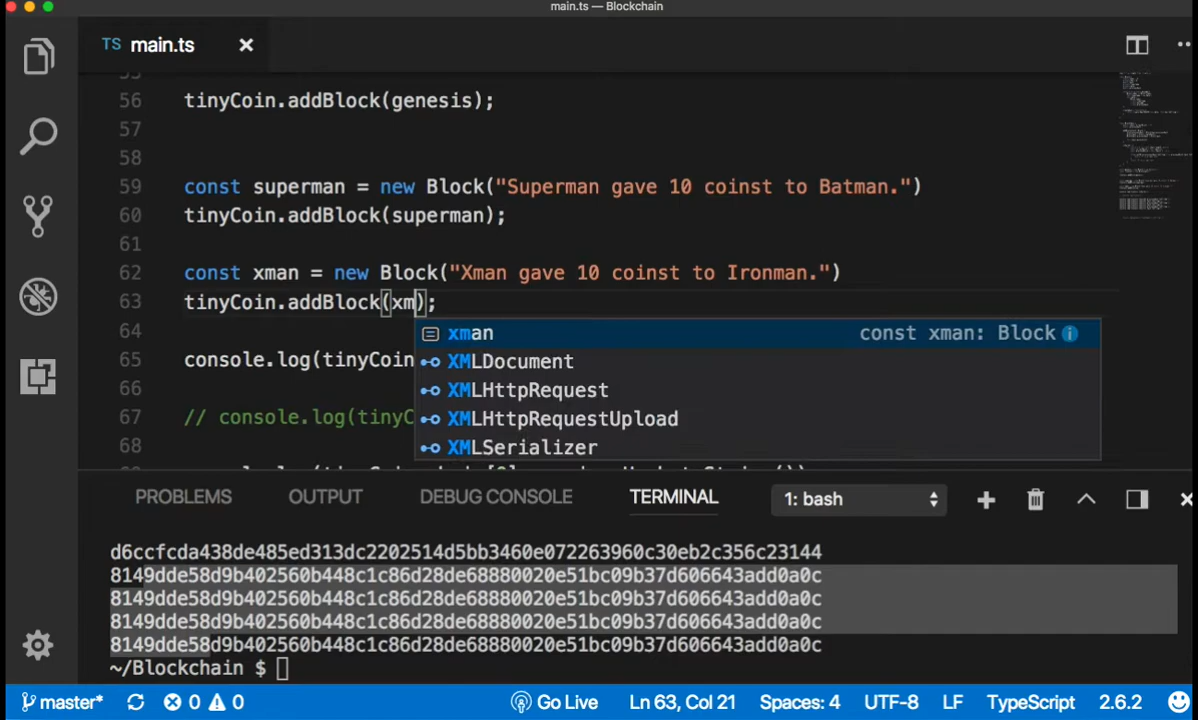 main.ts — Blockchain
TS main.ts ×
56 tinyCoin.addBlock(genesis);
57
58
59 const superman = new Block("Superman gave 10 coinst to Batman.")
60 tinyCoin.addBlock(superman);
61
62 const xman = new Block("Xman gave 10 coinst to Ironman.")
63 tinyCoin.addBlock(xm);
xman const xman: Block
64
XMLDocument
65 console.log(tinyCoin
XMLHttpRequest
66
67 // console.log(tinyC
XMLHttpRequestUpload
68
XMLSerializer
PROBLEMS OUTPUT DEBUG CONSOLE TERMINAL 1: bash
d6ccfcda438de485ed313dc2202514d5bb3460e072263960c30eb2c356c23144
8149dde58d9b402560b448c1c86d28de68880020e51bc09b37d606643add0a0c
8149dde58d9b402560b448c1c86d28de68880020e51bc09b37d606643add0a0c
8149dde58d9b402560b448c1c86d28de68880020e51bc09b37d606643add0a0c
8149dde58d9b402560b448c1c86d28de68880020e51bc09b37d606643add0a0c
~/Blockchain $
master* 0 0 Go Live Ln 63, Col 21 Spaces: 4 UTF-8 LF TypeScript 2.6.2